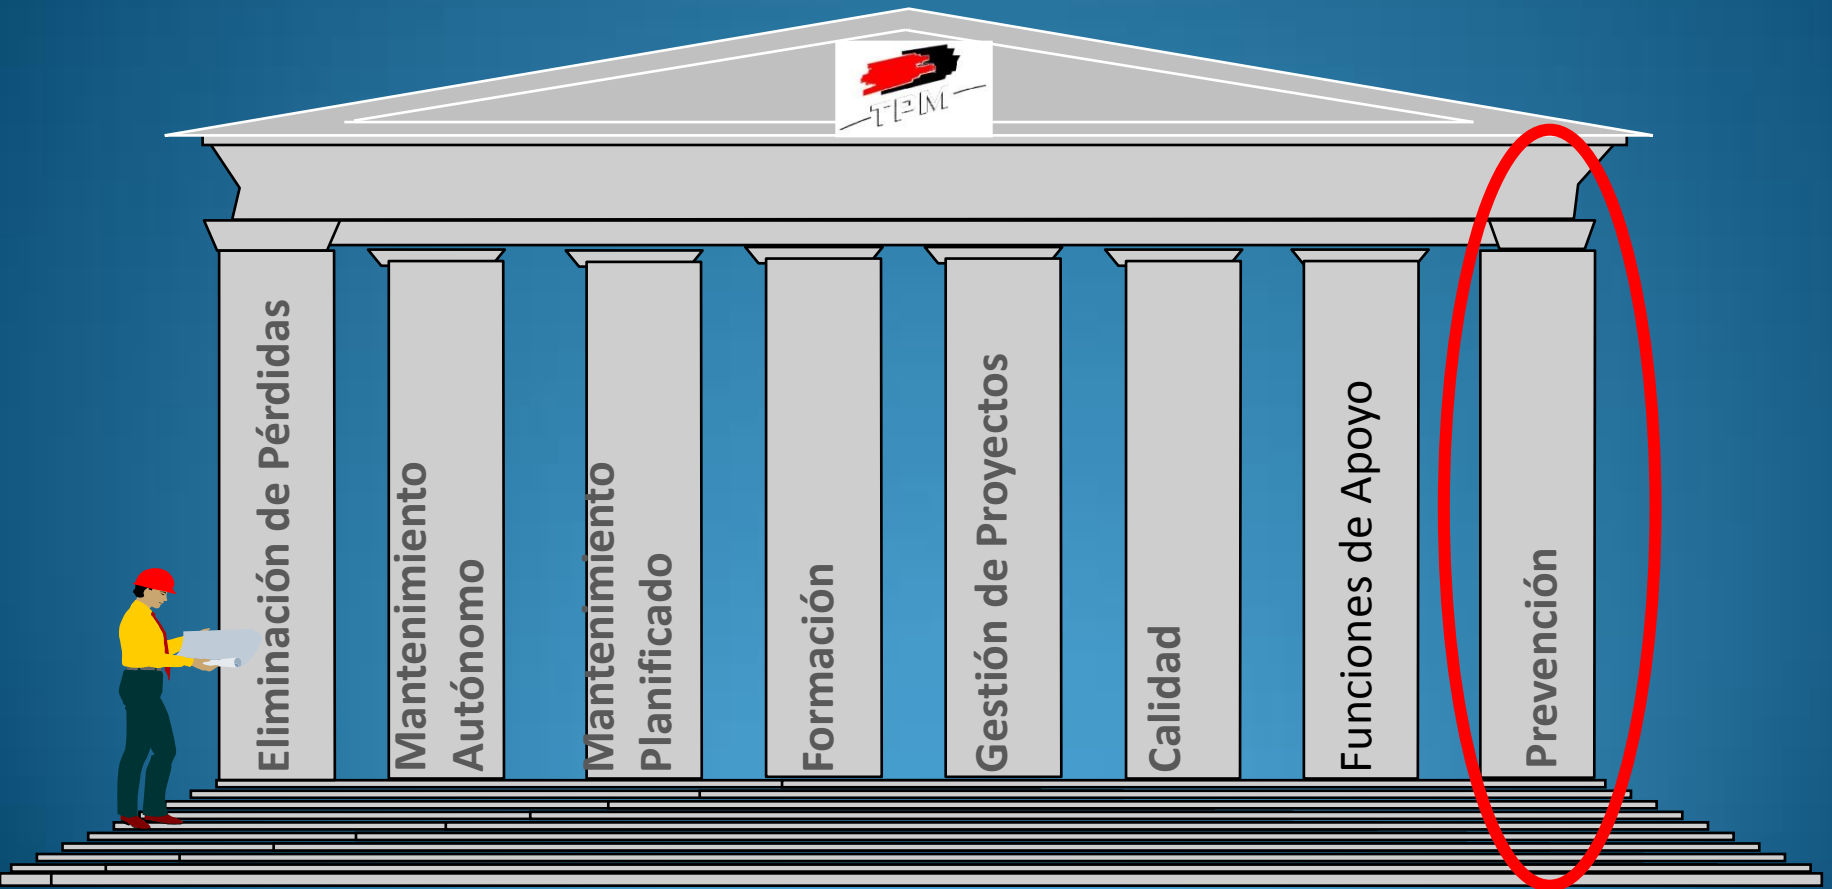 TPM
Eliminación de Pérdidas
Mantenimiento
Autónomo
Mantenimiento
Planificado
Formación
Gestión de Proyectos
Calidad
Funciones de Apoyo
Prevención